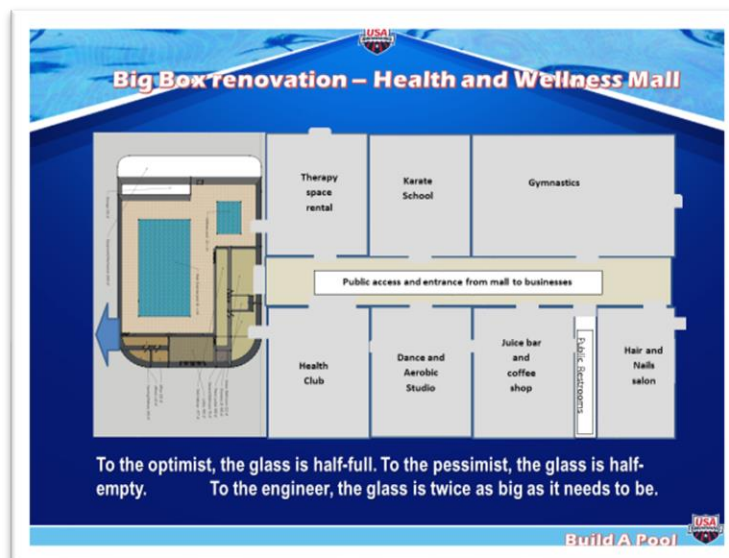 USA
Big Box renovation – Health and Wellness Mall
Therapy
space
rental
Karate
School
Gymnastics
Public access and entrance from mall to businesses
Health
Club
Dance and
Aerobic
Studio
Juice bar
and
coffee
shop
Public Restrooms
Hair and
Nails
salon
To the optimist, the glass is half-full. To the pessimist, the glass is half-
empty. To the engineer, the glass is twice as big as it needs to be.
USA
Build A Pool